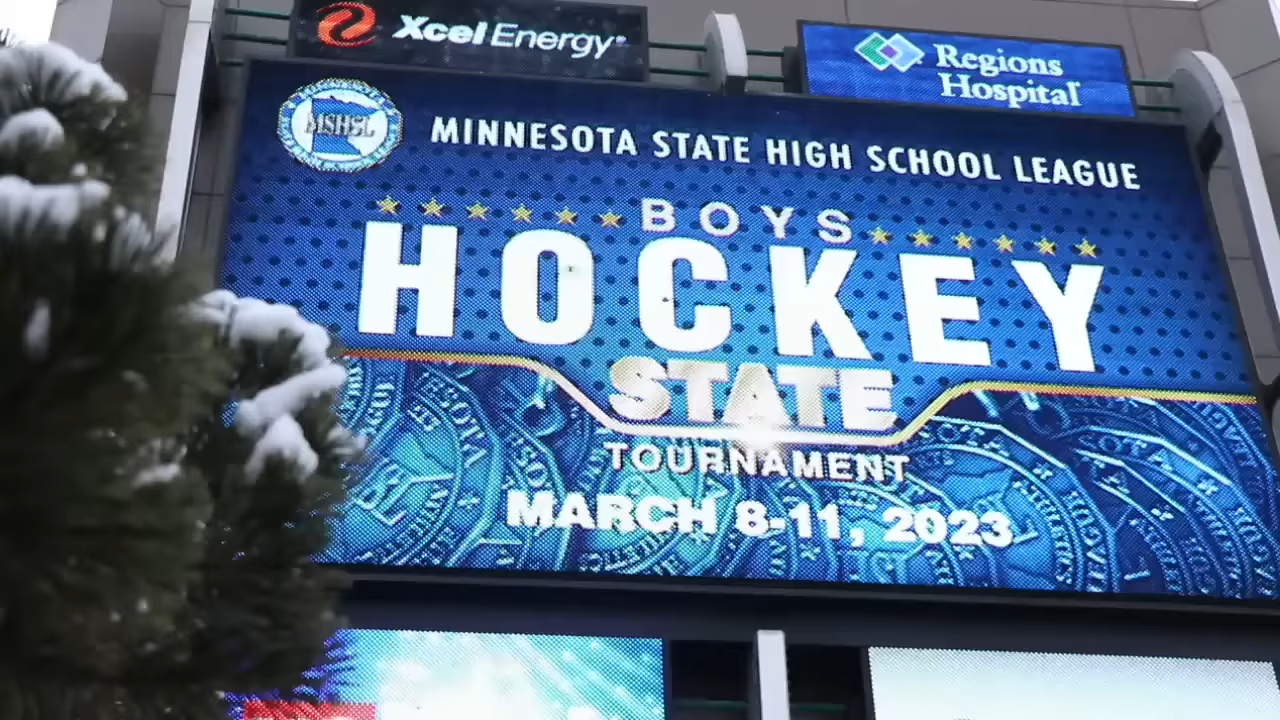 Xcel Energy®
Regions
Hospital
MSHSL
MINNESOTA STATE HIGH SCHOOL LEAGUE
BOYS
HOCKEY
STATE
TOURNAMENT
MARCH 8-11, 2023